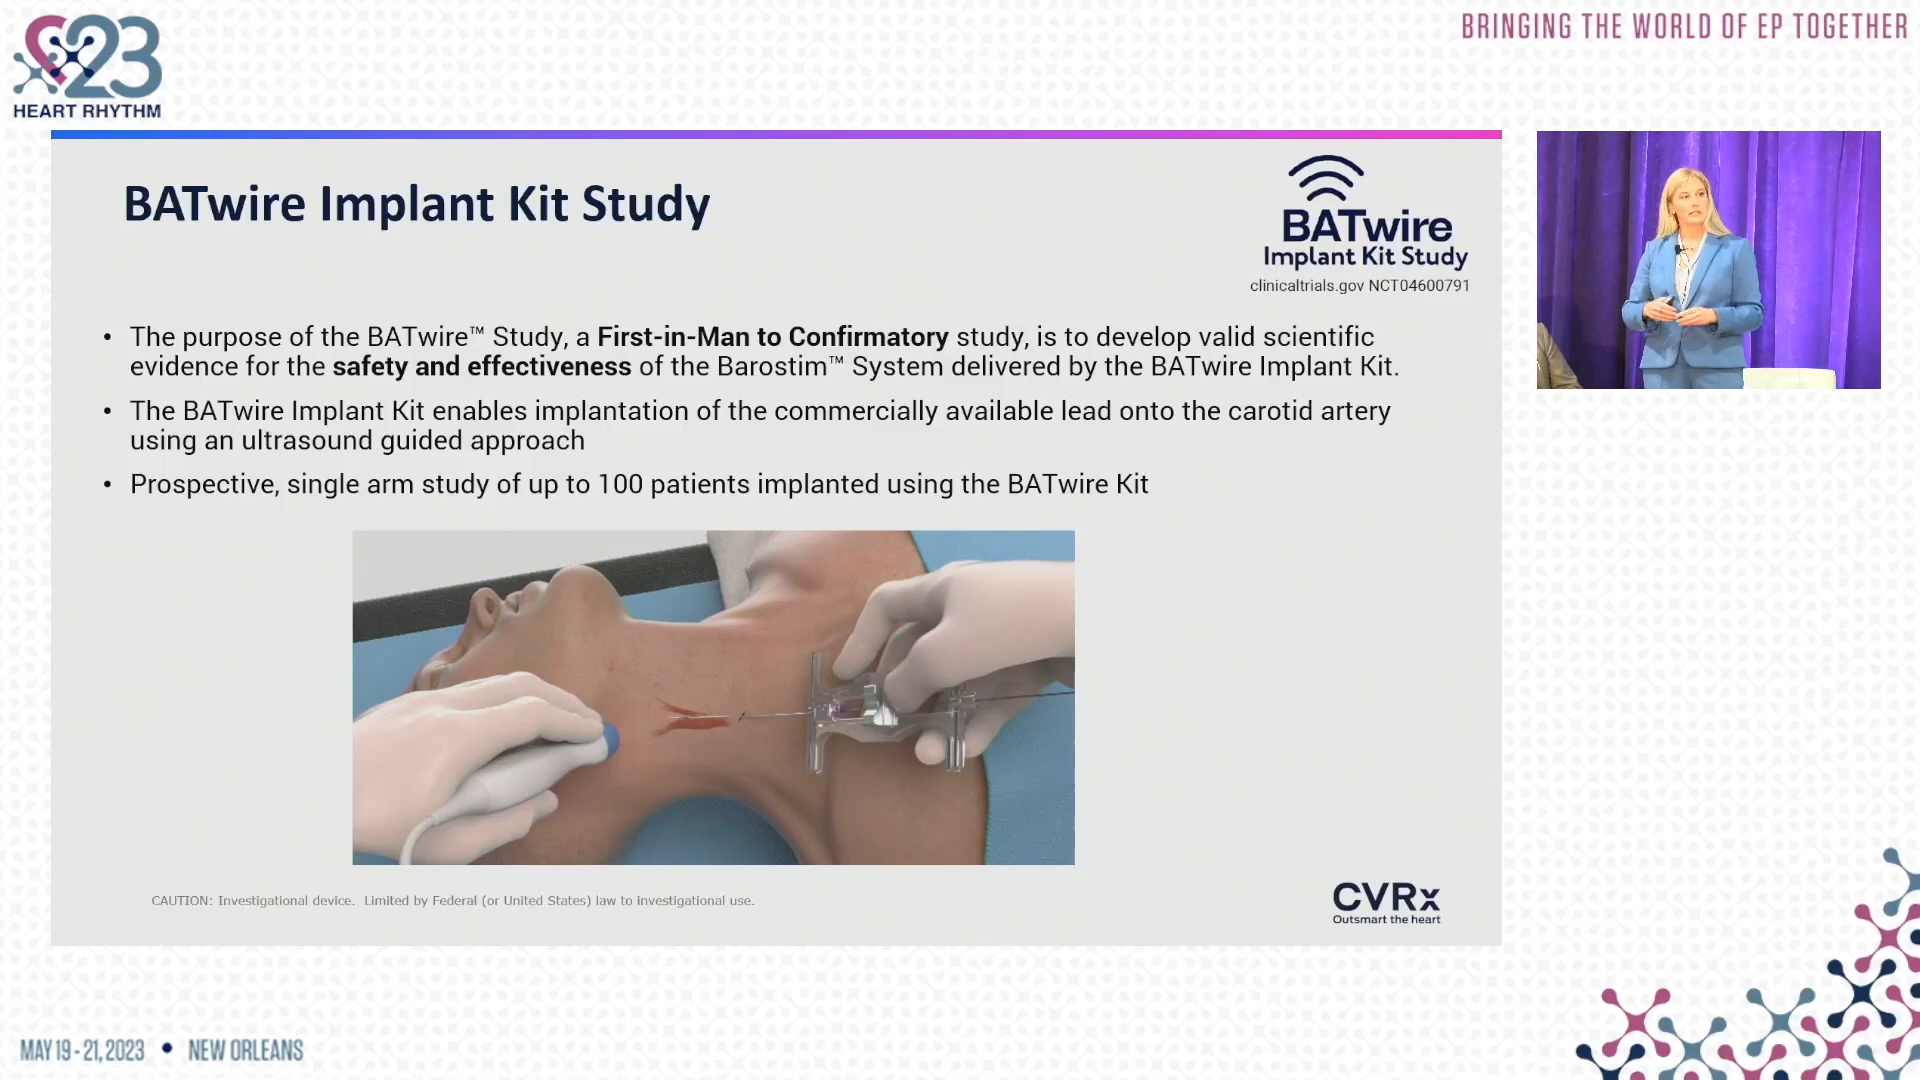 BRINGING THE WORLD OF EP TOGETHER
23
HEART RHYTHM
BATwire Implant Kit Study
BATwire
Implant Kit Study
clinicaltrials.gov NCT04600791
• The purpose of the BATwire™ Study, a First-in-Man to Confirmatory study, is to develop valid scientific
evidence for the safety and effectiveness of the Barostim™ System delivered by the BATwire Implant Kit.
• The BATwire Implant Kit enables implantation of the commercially available lead onto the carotid artery
using an ultrasound guided approach
• Prospective, single arm study of up to 100 patients implanted using the BATwire Kit
CAUTION: Investigational device. Limited by Federal (or United States) law to investigational use.
CVRx
Outsmart the heart
MAY 19-21, 2023 • NEW ORLEANS